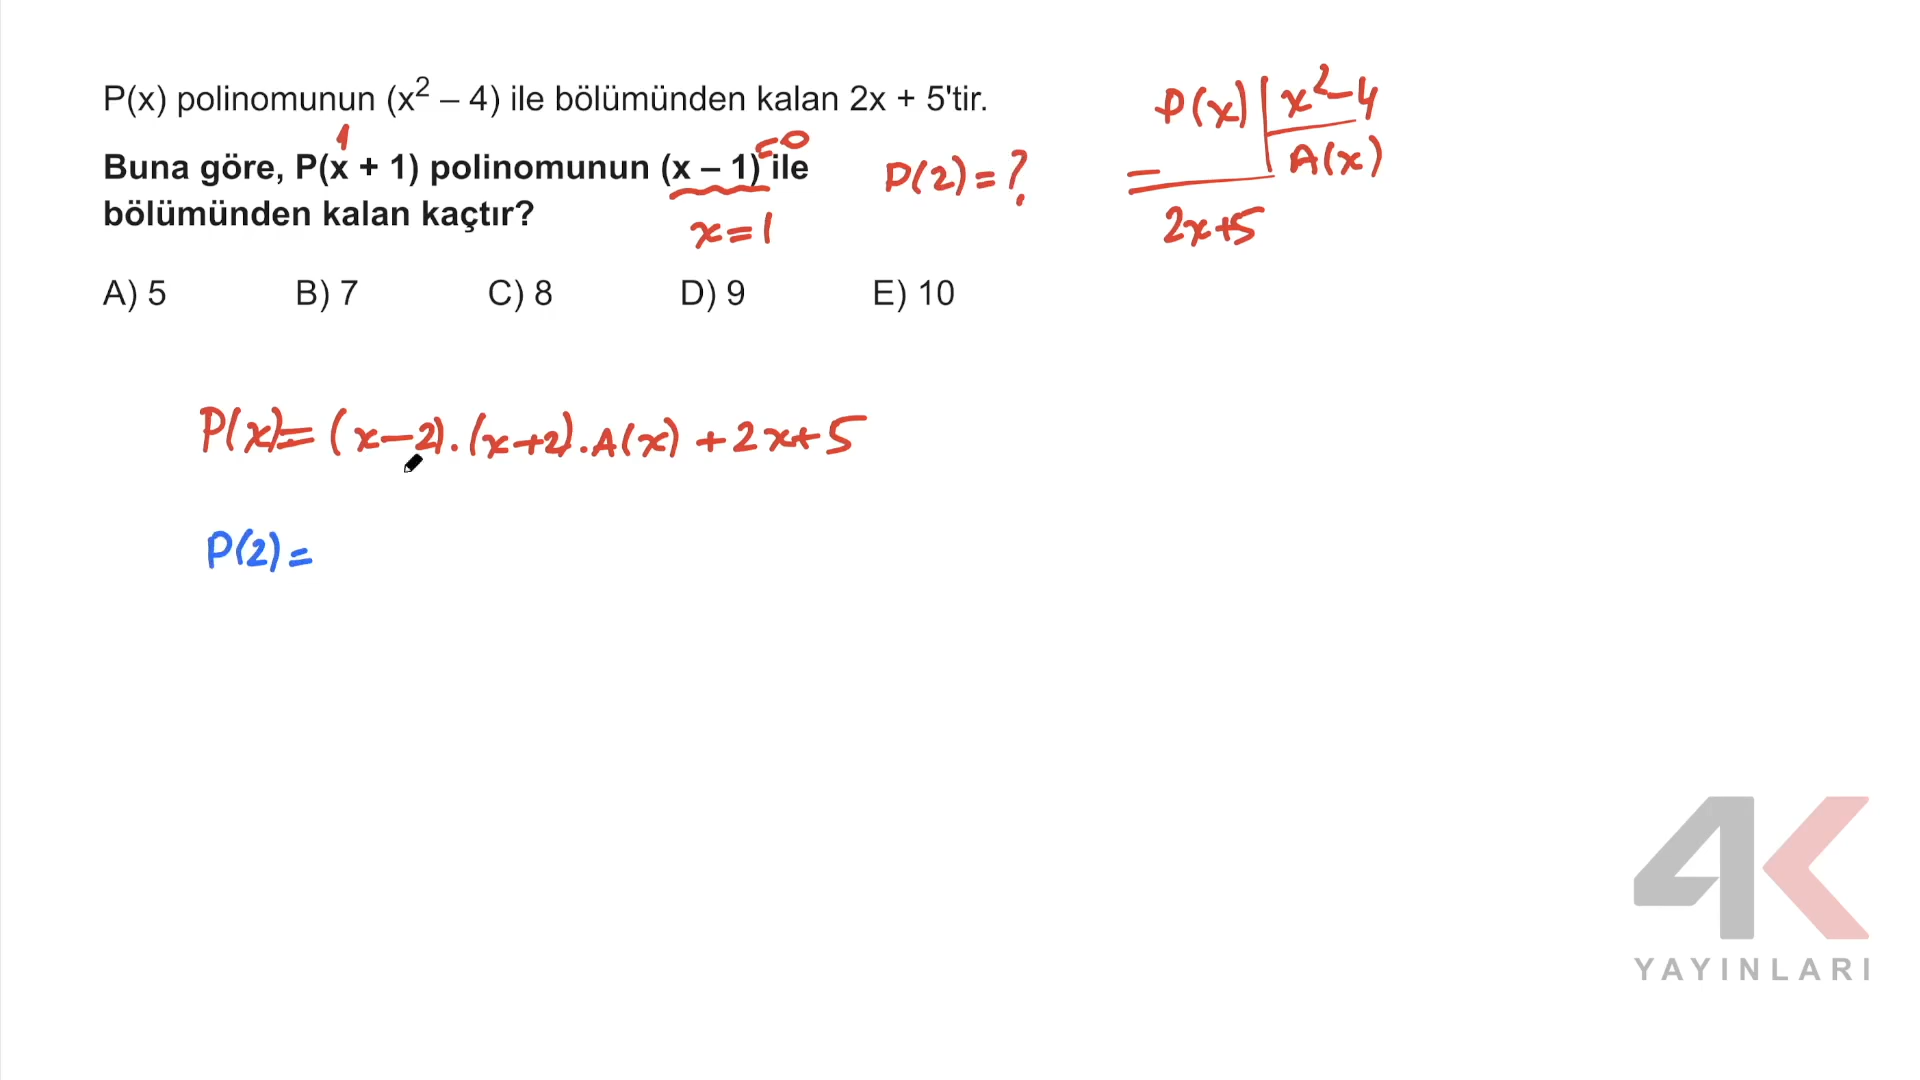 P(x) polinomunun (x² – 4) ile bölümünden kalan 2x + 5'tir.
1
= 0
Buna göre, P(x + 1) polinomunun (x – 1) ile
bölümünden kalan kaçtır?
x = 1
P(2) = ?
P(x) | x² – 4
A(x)
2x+5
A) 5 B) 7 C) 8 D) 9 E) 10
P(x) = (x – 2) . (x + 2) . A(x) + 2x + 5
P(2) =
4K
YAYINLARI